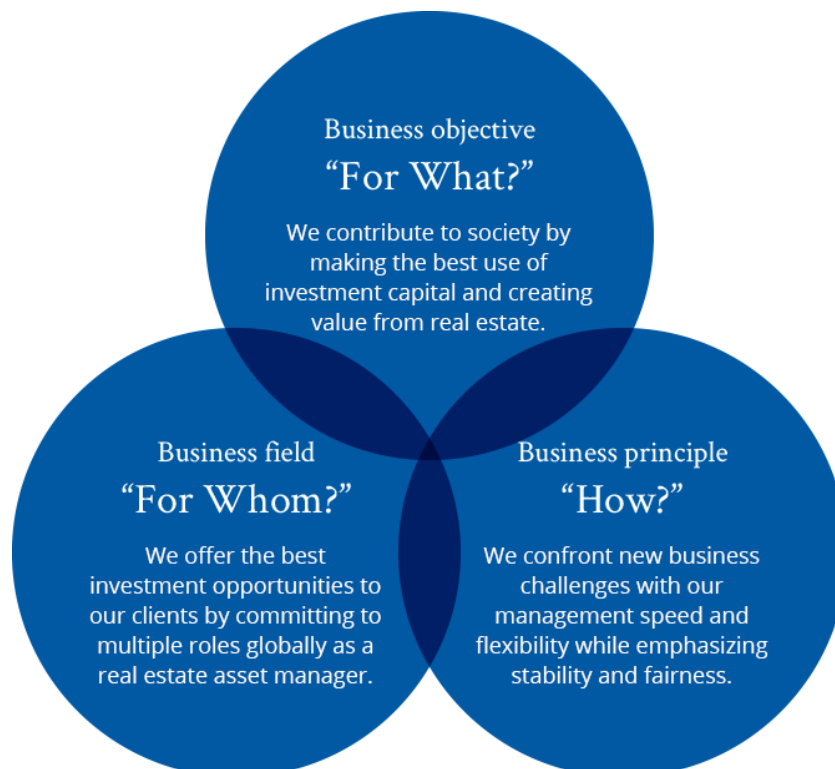 Business objective
“For What?”
We contribute to society by
making the best use of
investment capital and creating
value from real estate.
Business field
“For Whom?”
We offer the best
investment opportunities to
our clients by committing to
multiple roles globally as a
real estate asset manager.
Business principle
“How?”
We confront new business
challenges with our
management speed and
flexibility while emphasizing
stability and fairness.